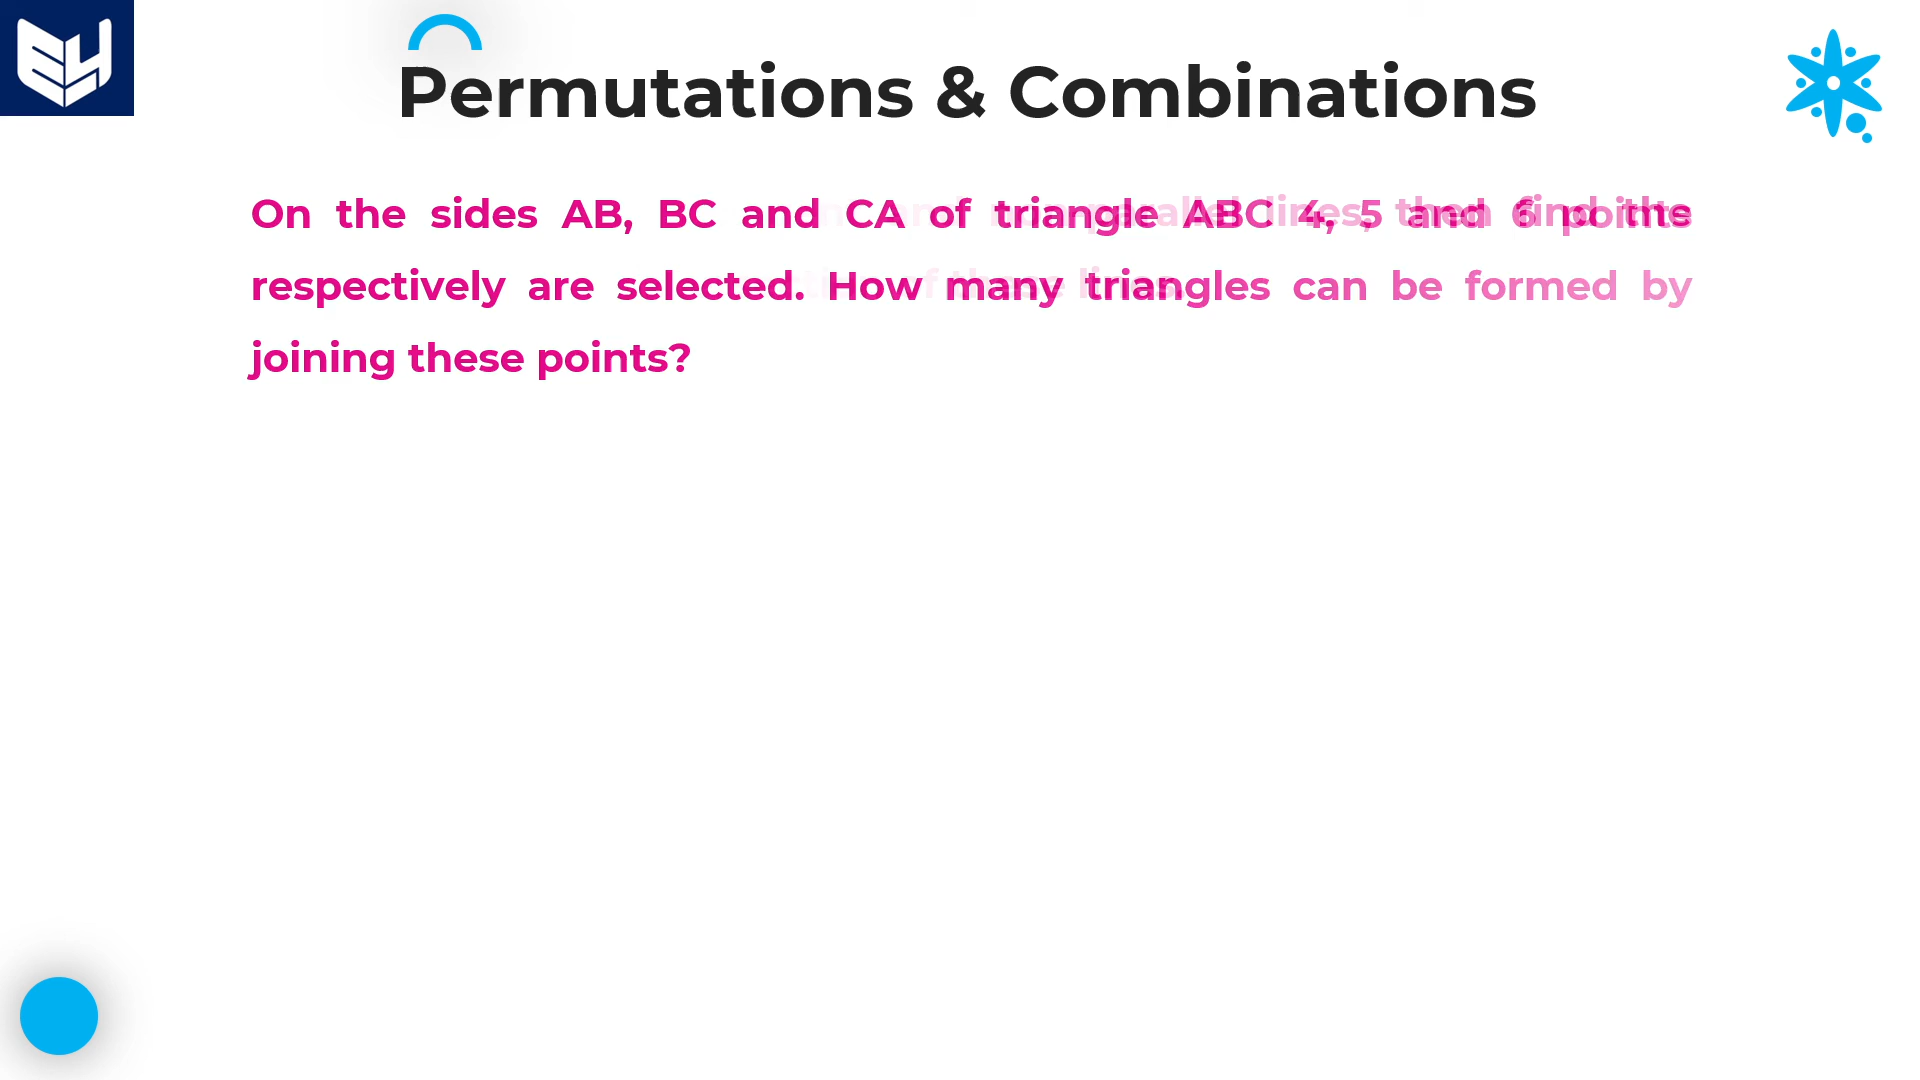 Permutations & Combinations
On the sides AB, BC and CA of triangle ABC 4, 5 and 6 points
respectively are selected. How many triangles can be formed by
joining these points?